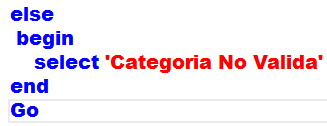 else
begin
select 'Categoria No Valida'
end
Go